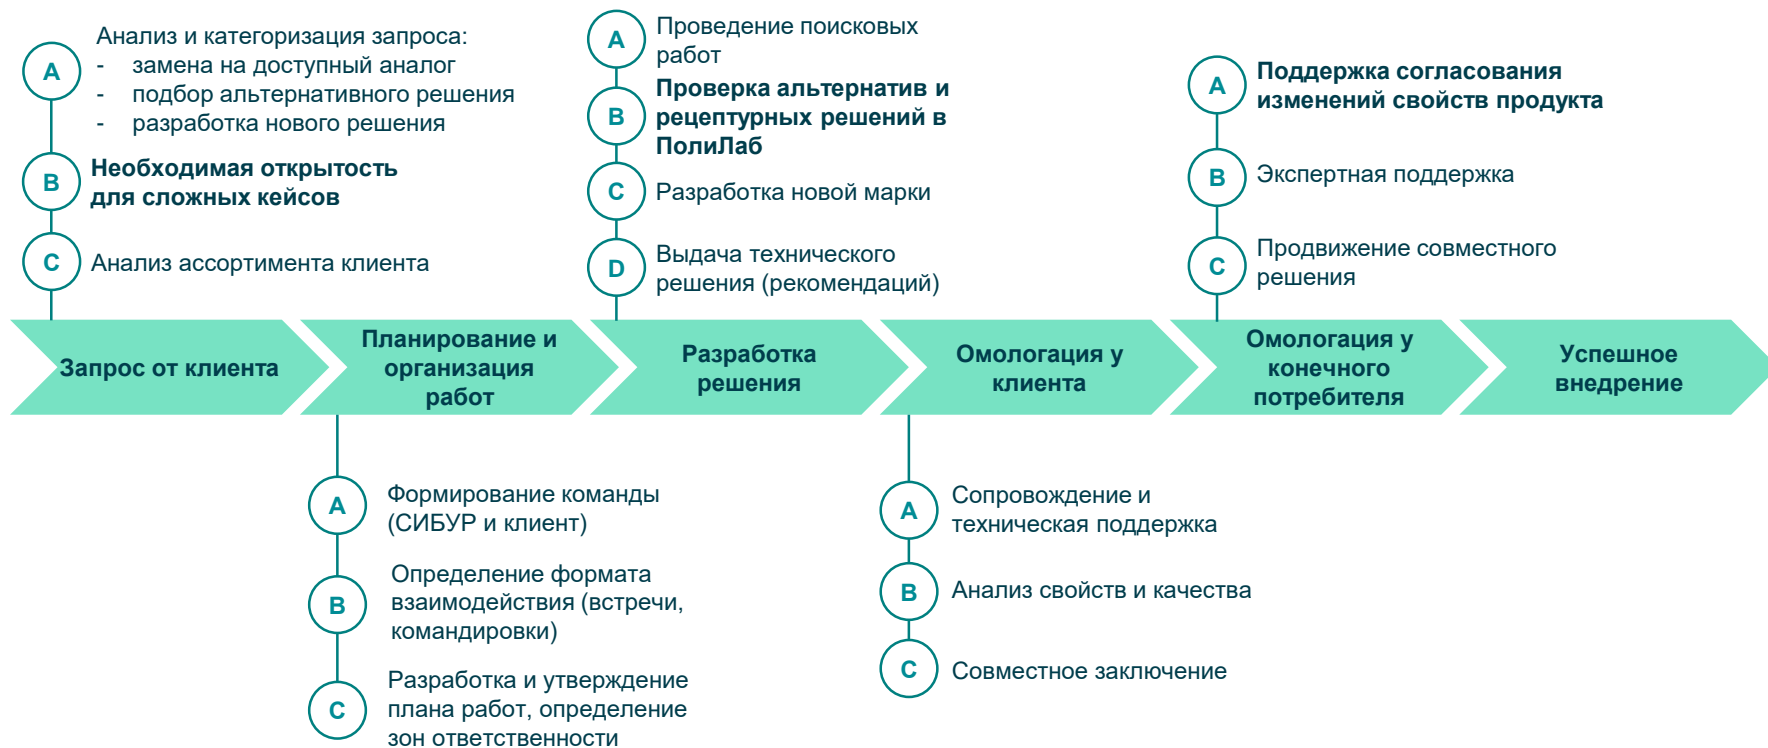 A
Анализ и категоризация запроса:
- замена на доступный аналог
- подбор альтернативного решения
- разработка нового решения
B
Необходимая открытость
для сложных кейсов
C
Анализ ассортимента клиента
A
Проведение поисковых
работ
B
Проверка альтернатив и
рецептурных решений в
ПолиЛаб
C
Разработка новой марки
D
Выдача технического
решения (рекомендаций)
A
Поддержка согласования
изменений свойств продукта
B
Экспертная поддержка
C
Продвижение совместного
решения
Запрос от клиента
Планирование и
организация
работ
Разработка
решения
Омологация у
клиента
Омологация у
конечного
потребителя
Успешное
внедрение
A
Формирование команды
(СИБУР и клиент)
B
Определение формата
взаимодействия (встречи,
командировки)
C
Разработка и утверждение
плана работ, определение
зон ответственности
A
Сопровождение и
техническая поддержка
B
Анализ свойств и качества
C
Совместное заключение